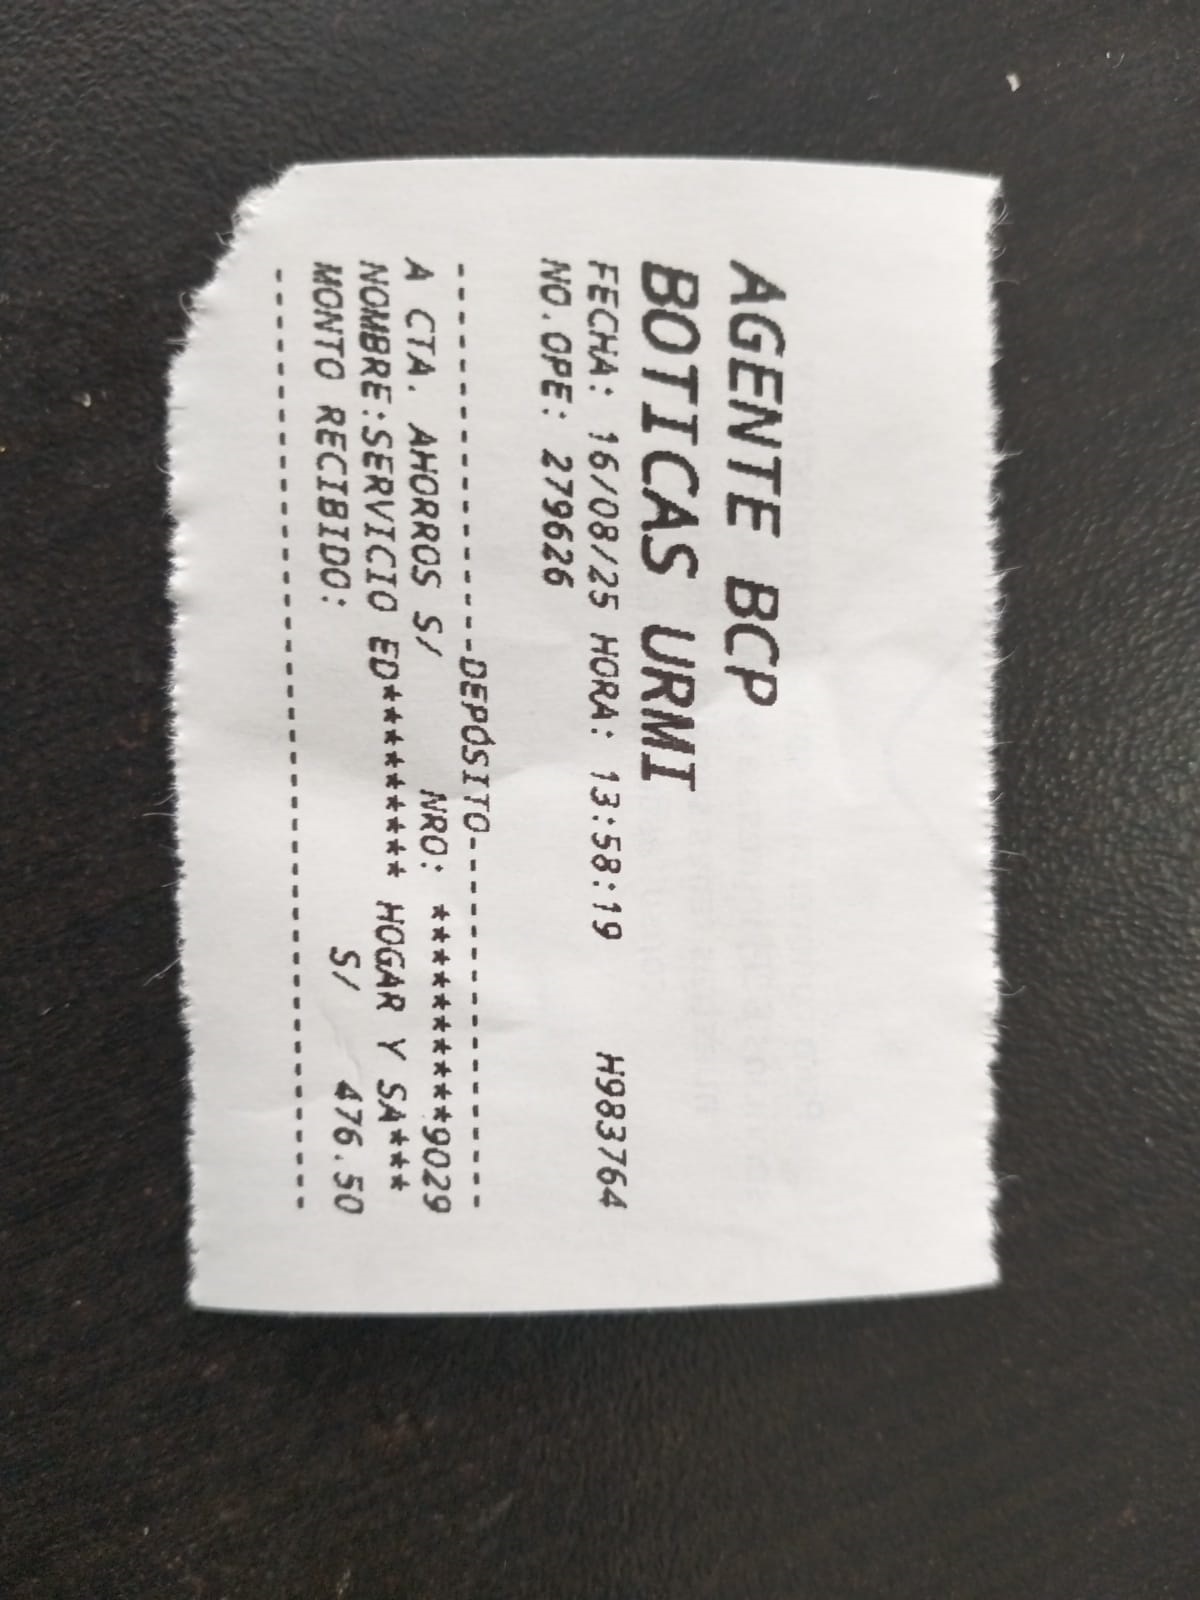 AGENTE BCP
BOTICAS URMI
FECHA: 16/08/25 HORA: 13:58:19 H983764
NO.OPE: 279626
--------------------DEPÓSITO--------------------
A CTA. AHORROS S/ NRO: **********9029
NOMBRE:SERVICIO ED********* HOGAR Y SA***
MONTO RECIBIDO: S/ 476.50
------------------------------------------------